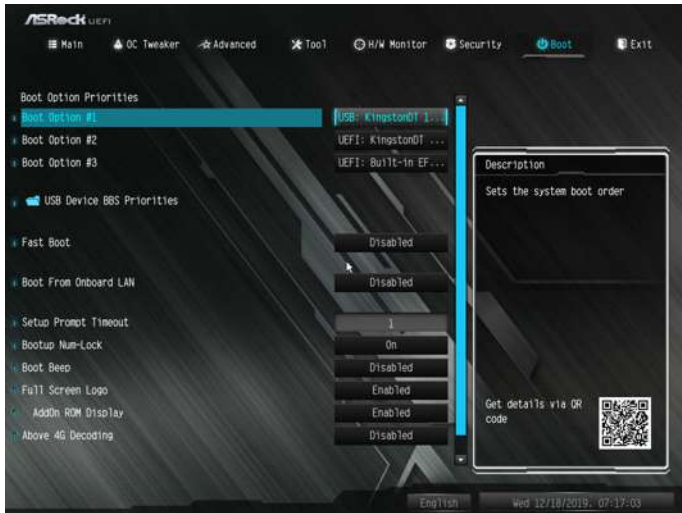 ASRock UEFI
Main OC Tweaker Advanced Tool H/W Monitor Security Boot Exit
Boot Option Priorities
Boot Option #1 USB: KingstonDT 1...
Boot Option #2 UEFI: KingstonDT ...
Boot Option #3 UEFI: Built-in EF...
USB Device BBS Priorities
Fast Boot Disabled
Boot From Onboard LAN Disabled
Setup Prompt Timeout 1
Bootup Num-Lock On
Boot Beep Disabled
Full Screen Logo Enabled
AddOn ROM Display Enabled
Above 4G Decoding Disabled
Description
Sets the system boot order
Get details via QR
code
English Wed 12/18/2019, 07:17:03